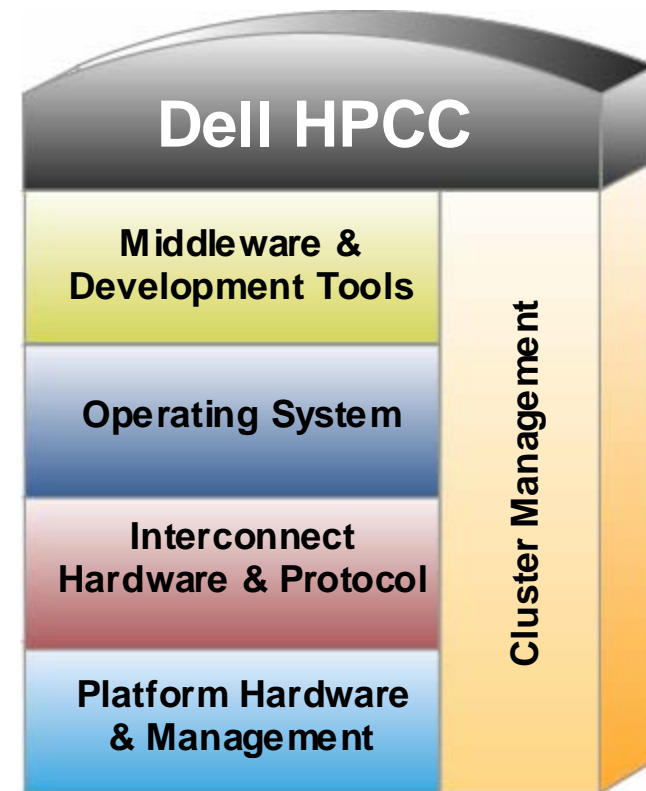 Dell HPCC
Middleware &
Development Tools
Operating System
Interconnect
Hardware & Protocol
Platform Hardware
& Management
Cluster Management